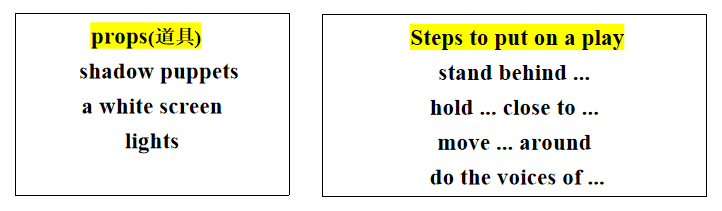 props(道具)
shadow puppets
a white screen
lights
Steps to put on a play
stand behind ...
hold ... close to ...
move ... around
do the voices of ...